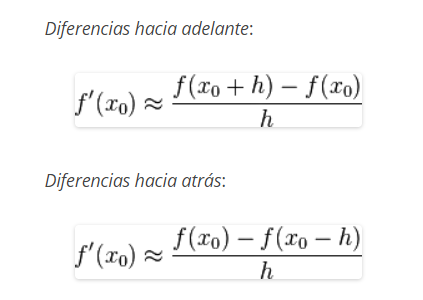 Diferencias hacia adelante:
f′(x₀) ≈ f(x₀ + h) − f(x₀)
h
Diferencias hacia atrás:
f′(x₀) ≈ f(x₀) − f(x₀ − h)
h